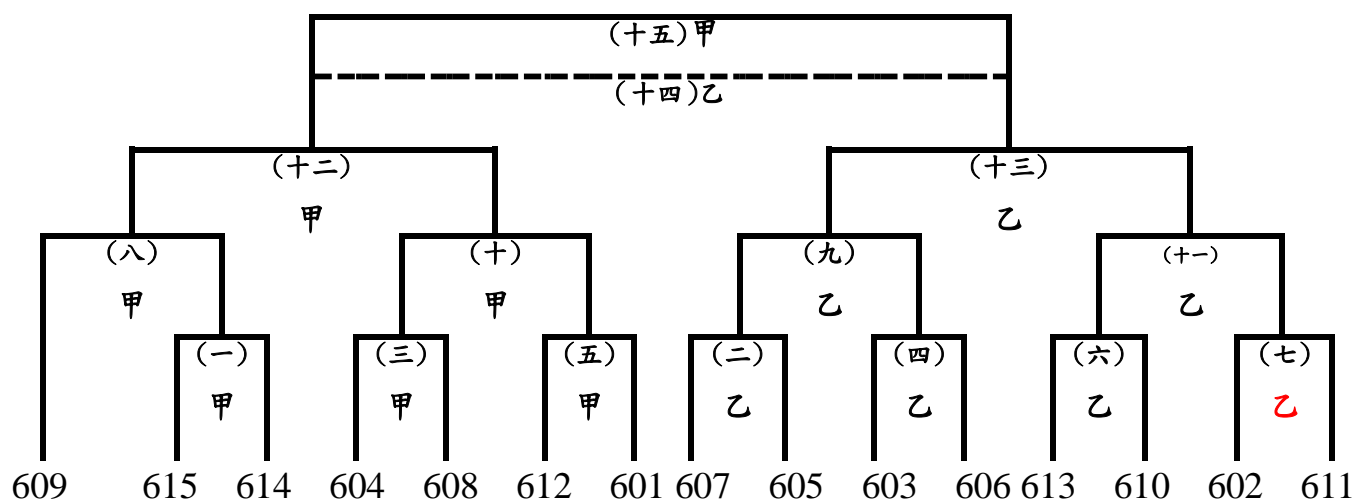 (十五)甲
(十四)乙
(十二) (十三)
甲 乙
(八) (十) (九) (十一)
甲 甲 乙 乙
(一) (三) (五) (二) (四) (六) (七)
甲 甲 甲 乙 乙 乙 乙
609 615 614 604 608 612 601 607 605 603 606 613 610 602 611